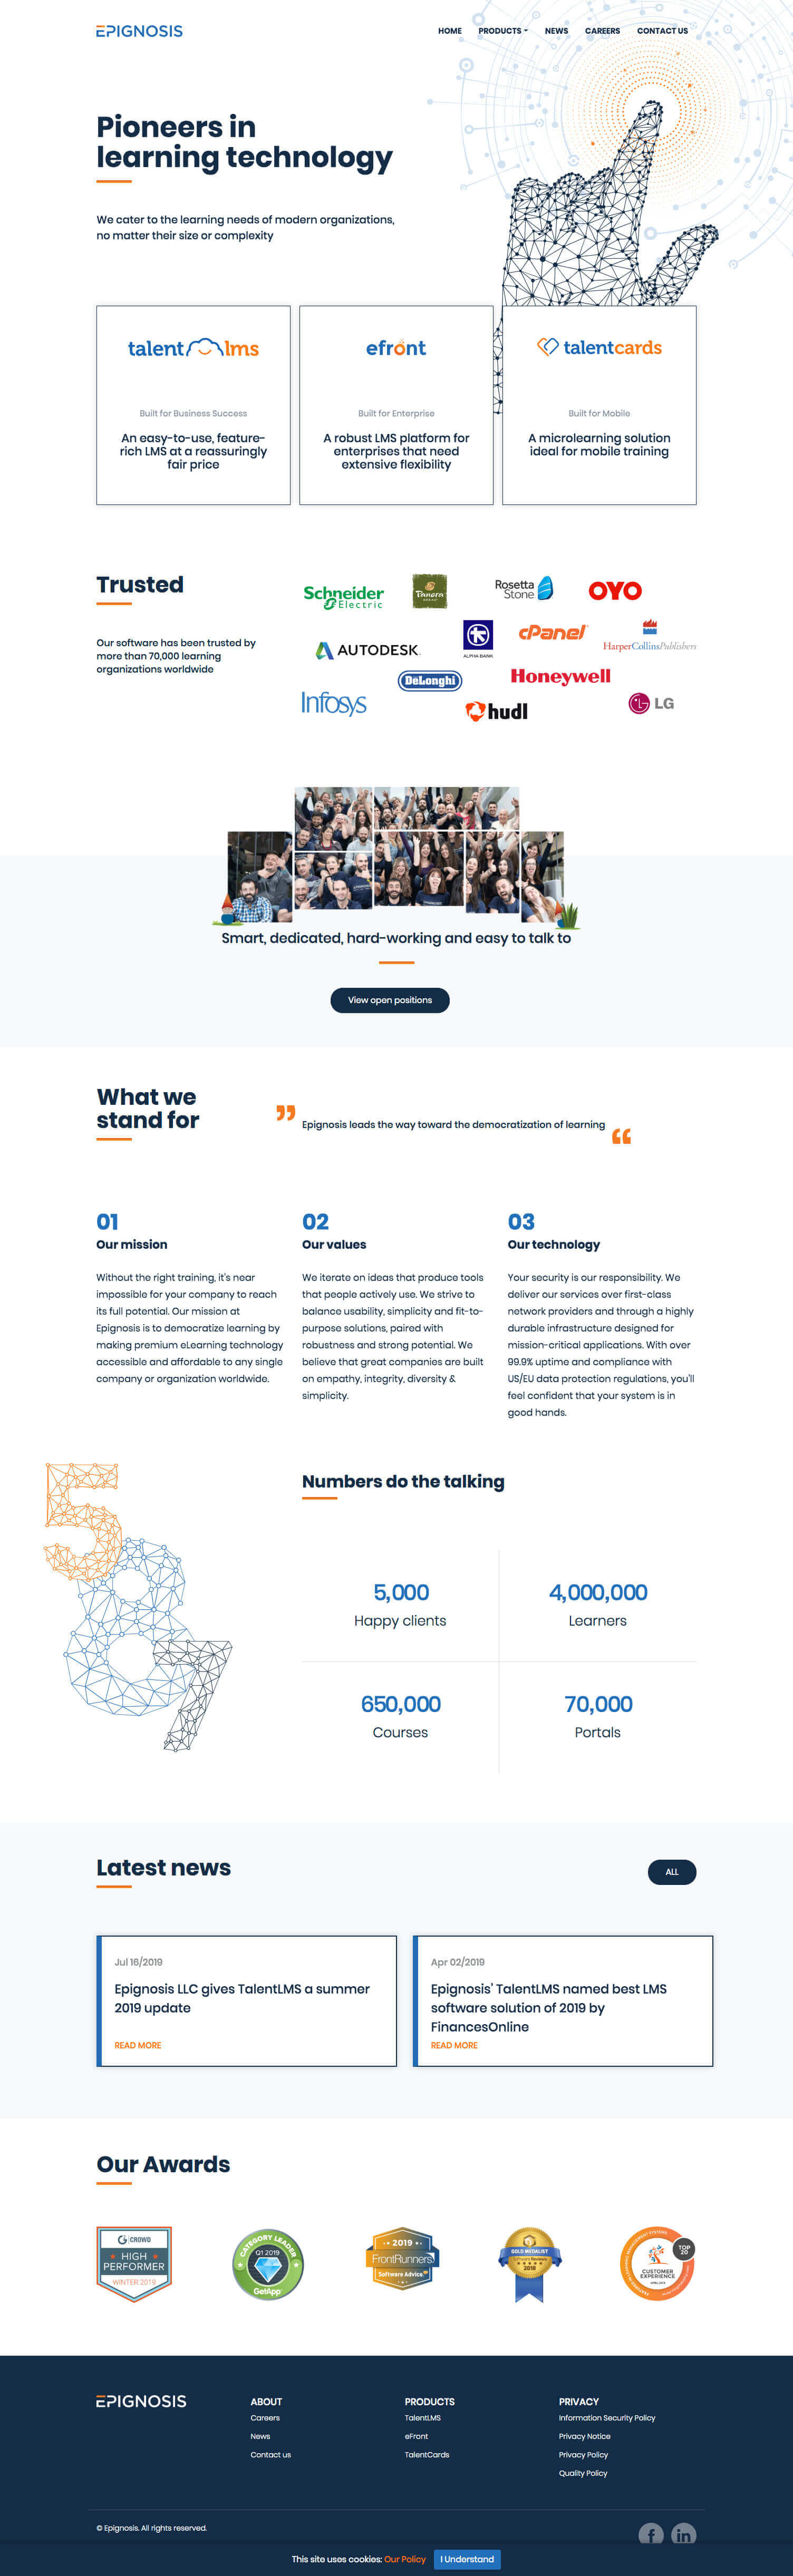 EPIGNOSIS
HOME PRODUCTS NEWS CAREERS CONTACT US
Pioneers in
learning technology
We cater to the learning needs of modern organizations,
no matter their size or complexity
talent lms
Built for Business Success
An easy-to-use, feature-
rich LMS at a reassuringly
fair price
efront
Built for Enterprise
A robust LMS platform for
enterprises that need
extensive flexibility
talentcards
Built for Mobile
A microlearning solution
ideal for mobile training
Trusted
Our software has been trusted by
more than 70,000 learning
organizations worldwide
Schneider
Electric
Panera
Rosetta
Stone
OYO
AUTODESK
ALPHA BANK
cPanel
HarperCollinsPublishers
DeLonghi
Honeywell
Infosys
hudl
LG
Smart, dedicated, hard-working and easy to talk to
View open positions
What we
stand for
” Epignosis leads the way toward the democratization of learning “
01
Our mission
Without the right training, it's near
impossible for your company to reach
its full potential. Our mission at
Epignosis is to democratize learning by
making premium eLearning technology
accessible and affordable to any single
company or organization worldwide.
02
Our values
We iterate on ideas that produce tools
that people actively use. We strive to
balance usability, simplicity and fit-to-
purpose solutions, paired with
robustness and strong potential. We
believe that great companies are built
on empathy, integrity, diversity &
simplicity.
03
Our technology
Your security is our responsibility. We
deliver our services over first-class
network providers and through a highly
durable infrastructure designed for
mission-critical applications. With over
99.9% uptime and compliance with
US/EU data protection regulations, you'll
feel confident that your system is in
good hands.
587
Numbers do the talking
5,000
Happy clients
4,000,000
Learners
650,000
Courses
70,000
Portals
Latest news
ALL
Jul 16/2019
Epignosis LLC gives TalentLMS a summer
2019 update
READ MORE
Apr 02/2019
Epignosis' TalentLMS named best LMS
software solution of 2019 by
FinancesOnline
READ MORE
Our Awards
CROWD
HIGH
PERFORMER
WINTER 2019
CATEGORY LEADER
Q1 2019
GetApp
2019
FrontRunners
Software Advice
GOLD MEDALIST
2018
TOP
20
CUSTOMER
EXPERIENCE
EPIGNOSIS
ABOUT
Careers
News
Contact us
PRODUCTS
TalentLMS
eFront
TalentCards
PRIVACY
Information Security Policy
Privacy Notice
Privacy Policy
Quality Policy
© Epignosis. All rights reserved.
f in
This site uses cookies: Our Policy I Understand